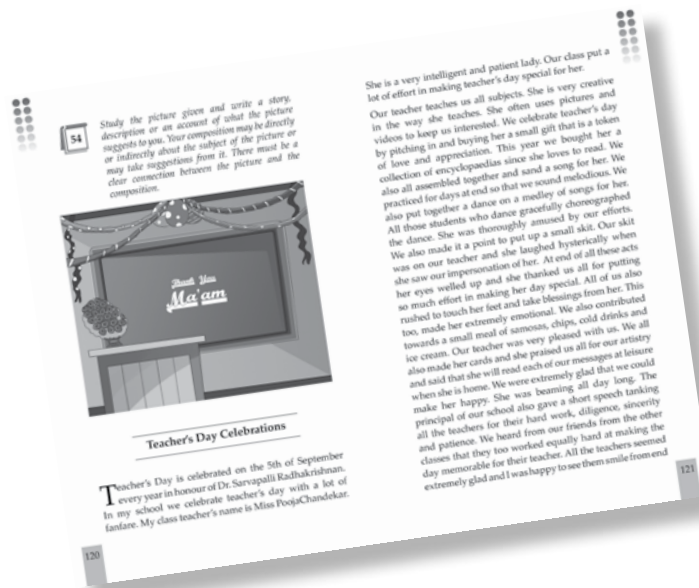 54
Study the picture given and write a story,
description or an account of what the picture
suggests to you. Your composition may be directly
or indirectly about the subject of the picture or
may take suggestions from it. There must be a
clear connection between the picture and the
composition.
Thank You
Ma'am
Teacher's Day Celebrations
Teacher's Day is celebrated on the 5th of September
every year in honour of Dr. Sarvapalli Radhakrishnan.
In my school we celebrate teacher's day with a lot of
fanfare. My class teacher's name is Miss PoojaChandekar.
120
She is a very intelligent and patient lady. Our class put a
lot of effort in making teacher's day special for her.
Our teacher teaches us all subjects. She is very creative
in the way she teaches. She often uses pictures and
videos to keep us interested. We celebrate teacher's day
by pitching in and buying her a small gift that is a token
of love and appreciation. This year we bought her a
collection of encyclopaedias since she loves to read. We
also all assembled together and sand a song for her. We
practiced for days at end so that we sound melodious. We
also put together a dance on a medley of songs for her.
All those students who dance gracefully choreographed
the dance. She was thoroughly amused by our efforts.
We also made it a point to put up a small skit. Our skit
was on our teacher and she laughed hysterically when
she saw our impersonation of her. At end of all these acts
her eyes welled up and she thanked us all for putting
so much effort in making her day special. All of us also
rushed to touch her feet and take blessings from her. This
too, made her extremely emotional. We also contributed
towards a small meal of samosas, chips, cold drinks and
ice cream. Our teacher was very pleased with us. We all
also made her cards and she praised us all for our artistry
and said that she will read each of our messages at leisure
when she is home. We were extremely glad that we could
make her happy. She was beaming all day long. The
principal of our school also gave a short speech tanking
all the teachers for their hard work, diligence, sincerity
and patience. We heard from our friends from the other
classes that they too worked equally hard at making the
day memorable for their teacher. All the teachers seemed
extremely glad and I was happy to see them smile from end
121